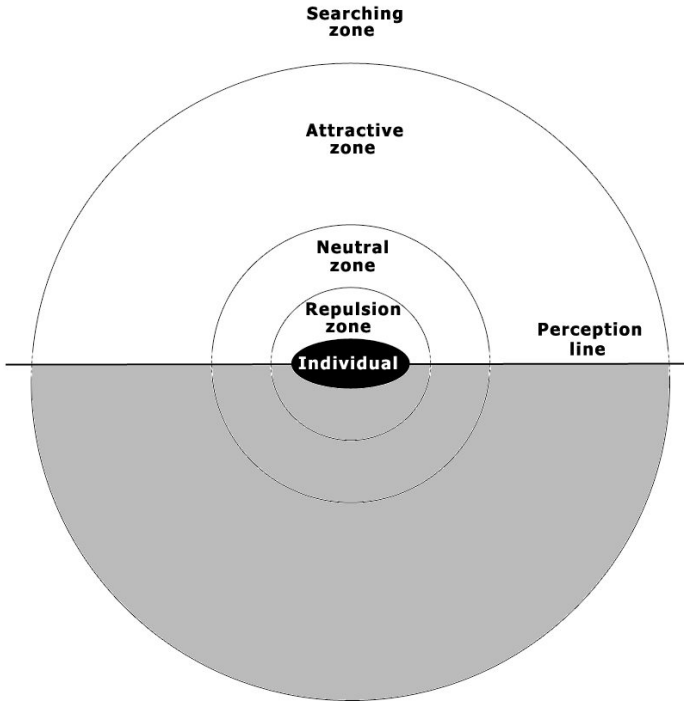 Searching
zone
Attractive
zone
Neutral
zone
Repulsion
zone
Perception
line
Individual